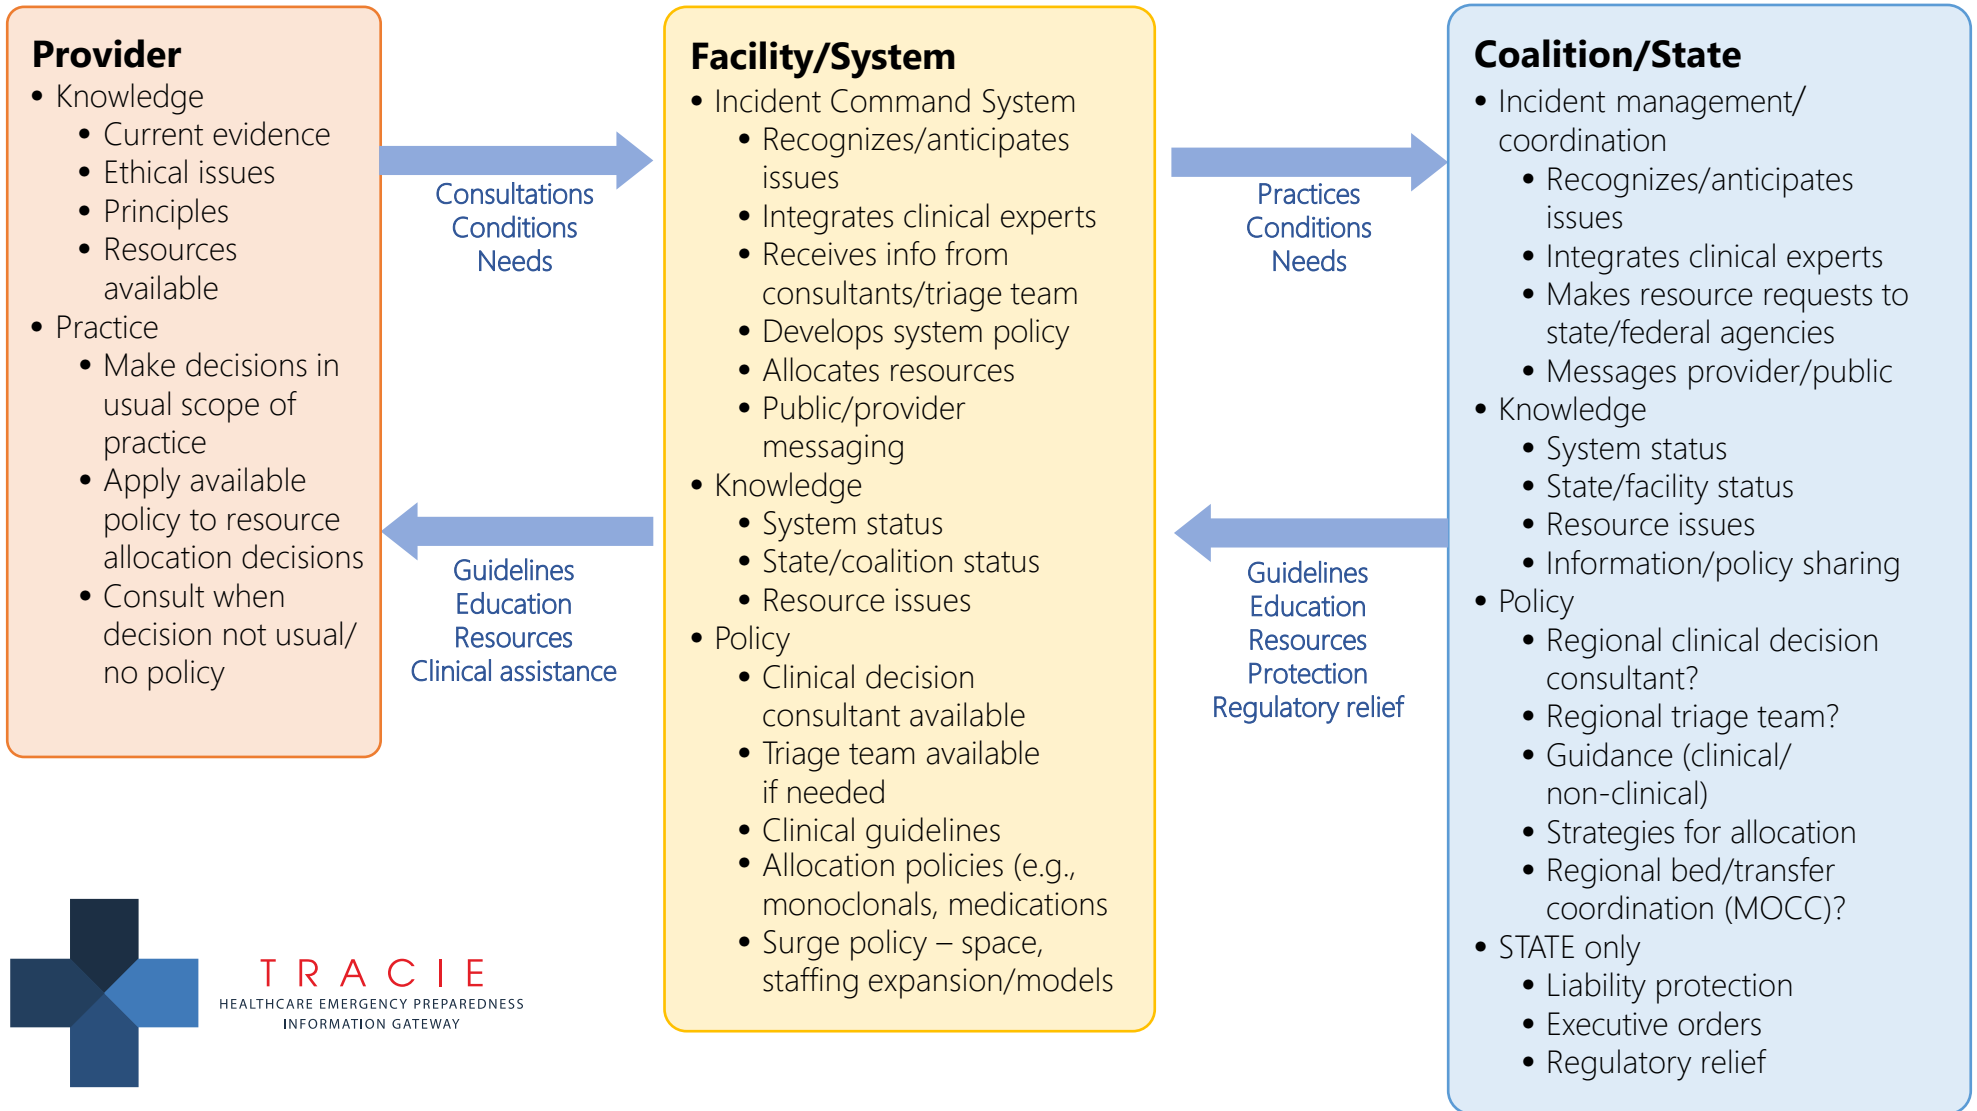 Provider
• Knowledge
• Current evidence
• Ethical issues
• Principles
• Resources
available
• Practice
• Make decisions in
usual scope of
practice
• Apply available
policy to resource
allocation decisions
• Consult when
decision not usual/
no policy
Consultations
Conditions
Needs
Guidelines
Education
Resources
Clinical assistance
Facility/System
• Incident Command System
• Recognizes/anticipates
issues
• Integrates clinical experts
• Receives info from
consultants/triage team
• Develops system policy
• Allocates resources
• Public/provider
messaging
• Knowledge
• System status
• State/coalition status
• Resource issues
• Policy
• Clinical decision
consultant available
• Triage team available
if needed
• Clinical guidelines
• Allocation policies (e.g.,
monoclonals, medications
• Surge policy – space,
staffing expansion/models
Practices
Conditions
Needs
Guidelines
Education
Resources
Protection
Regulatory relief
Coalition/State
• Incident management/
coordination
• Recognizes/anticipates
issues
• Integrates clinical experts
• Makes resource requests to
state/federal agencies
• Messages provider/public
• Knowledge
• System status
• State/facility status
• Resource issues
• Information/policy sharing
• Policy
• Regional clinical decision
consultant?
• Regional triage team?
• Guidance (clinical/
non-clinical)
• Strategies for allocation
• Regional bed/transfer
coordination (MOCC)?
• STATE only
• Liability protection
• Executive orders
• Regulatory relief
TRACIE
HEALTHCARE EMERGENCY PREPAREDNESS
INFORMATION GATEWAY